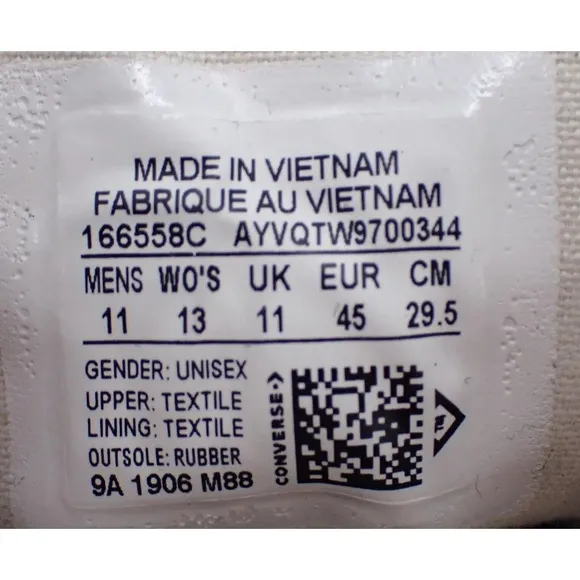 MADE IN VIETNAM
FABRIQUE AU VIETNAM
166558C AYVQTW9700344
MENS WO'S UK EUR CM
11 13 11 45 29.5
GENDER: UNISEX
UPPER: TEXTILE
LINING: TEXTILE
OUTSOLE: RUBBER
9A 1906 M88
CONVERSE